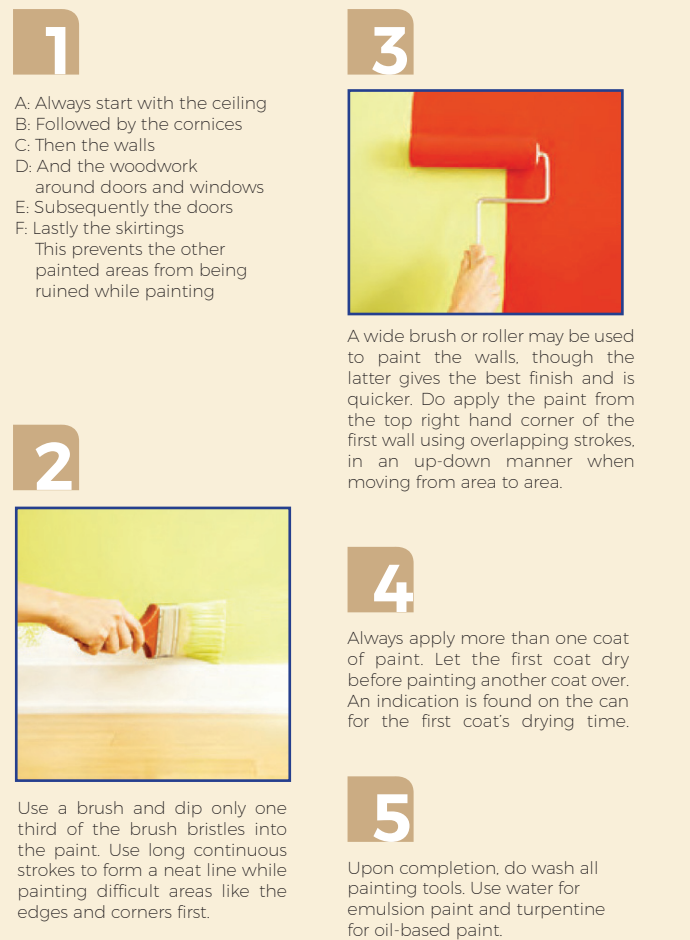 1
A: Always start with the ceiling
B: Followed by the cornices
C: Then the walls
D: And the woodwork
around doors and windows
E: Subsequently the doors
F: Lastly the skirtings
This prevents the other
painted areas from being
ruined while painting
2
Use a brush and dip only one
third of the brush bristles into
the paint. Use long continuous
strokes to form a neat line while
painting difficult areas like the
edges and corners first.
3
A wide brush or roller may be used
to paint the walls, though the
latter gives the best finish and is
quicker. Do apply the paint from
the top right hand corner of the
first wall using overlapping strokes,
in an up-down manner when
moving from area to area.
4
Always apply more than one coat
of paint. Let the first coat dry
before painting another coat over.
An indication is found on the can
for the first coat's drying time.
5
Upon completion, do wash all
painting tools. Use water for
emulsion paint and turpentine
for oil-based paint.